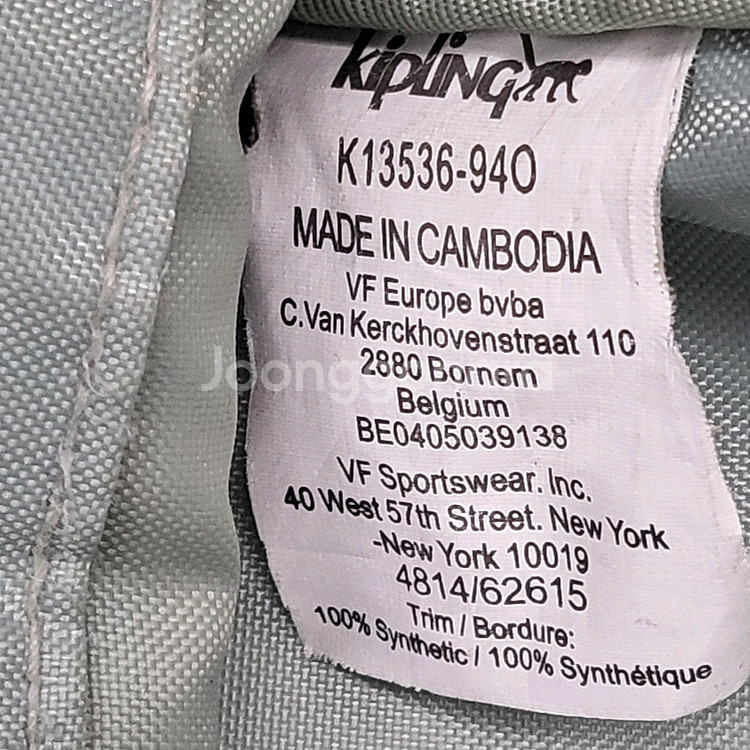 Kipling
K13536-940
MADE IN CAMBODIA
VF Europe bvba
C.Van Kerckhovenstraat 110
2880 Bornem
Belgium
BE0405039138
VF Sportswear. Inc.
40 West 57th Street. New York
-New York 10019
4814/62615
Trim / Bordure:
100% Synthetic / 100% Synthétique